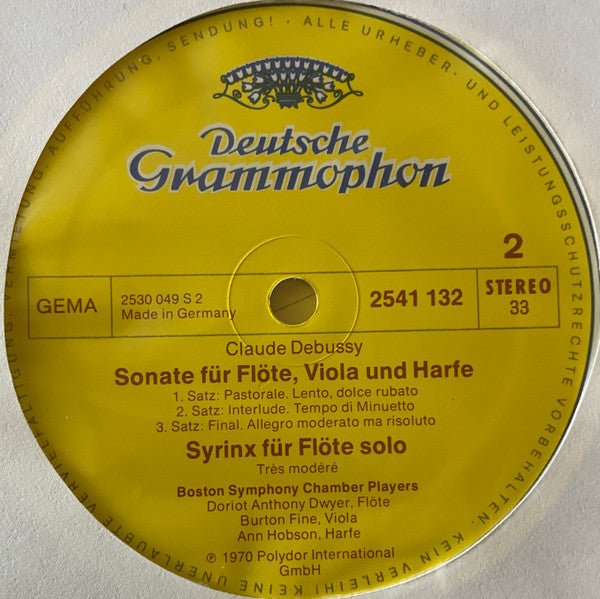 ALLE URHEBER- UND LEISTUNGSSCHUTZRECHTE VORBEHALTEN. KEIN VERLEIH! KEINE UNERLAUBTE VERVIELFÄLTIGUNG, VERMIETUNG, AUFFÜHRUNG, SENDUNG!
Deutsche
Grammophon
2
GEMA
2530 049 S 2
Made in Germany
2541 132
STEREO
33
Claude Debussy
Sonate für Flöte, Viola und Harfe
1. Satz: Pastorale. Lento, dolce rubato
2. Satz: Interlude. Tempo di Minuetto
3. Satz: Final. Allegro moderato ma risoluto
Syrinx für Flöte solo
Très modéré
Boston Symphony Chamber Players
Doriot Anthony Dwyer, Flöte
Burton Fine, Viola
Ann Hobson, Harfe
℗ 1970 Polydor International
GmbH